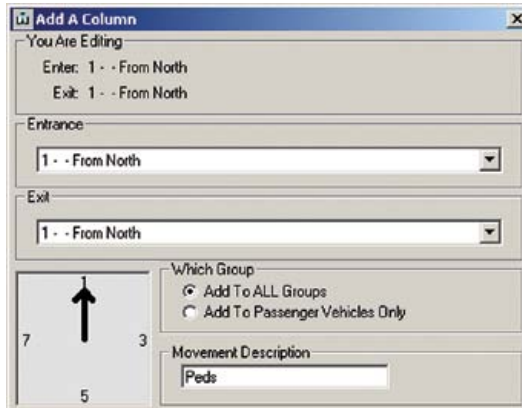 Add A Column
You Are Editing
Enter: 1 - - From North
Exit: 1 - - From North
Entrance
1 - - From North
Exit
1 - - From North
Which Group
Add To ALL Groups
Add To Passenger Vehicles Only
1
7
3
5
Movement Description
Peds